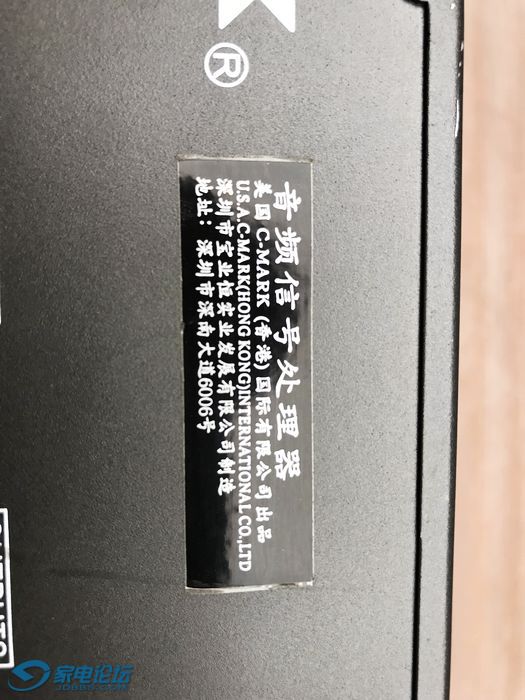 K
®
音频信号处理器
美国 C-MARK (香港) 国际有限公司出品
U.S.A.C-MARK(HONG KONG)INTERNATIONAL CO.,LTD
深圳市宝业恒实业发展有限公司制造
地址: 深圳市深南大道6006号
家电论坛
JDBBS.COM